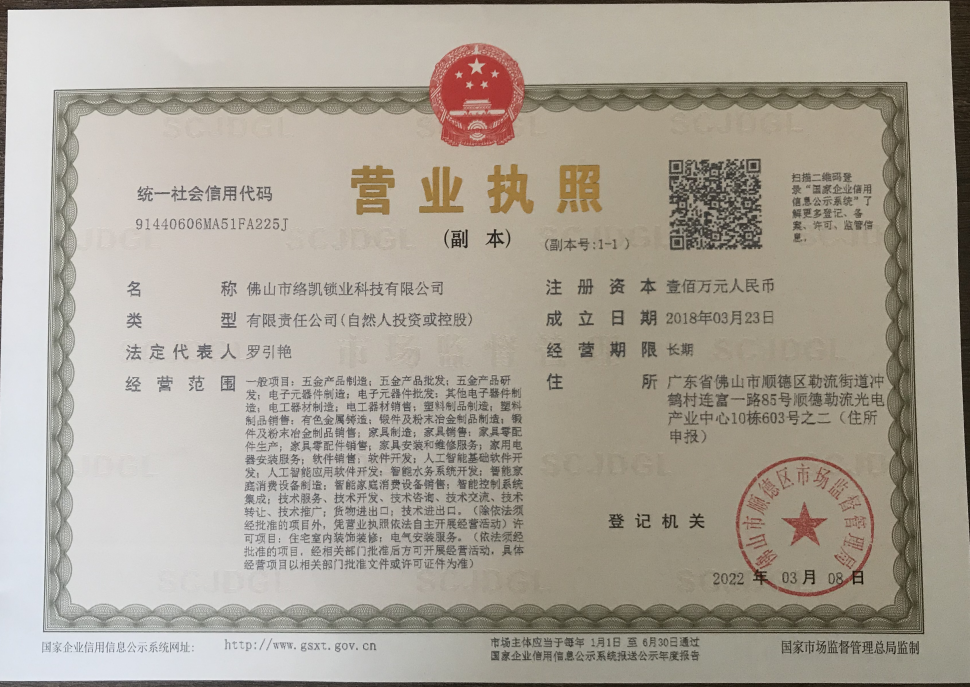 营业执照
(副 本)
(副本号:1-1)
统一社会信用代码
91440606MA51FA225J
扫描二维码登
录“国家企业信用
信息公示系统”了
解更多登记、备
案、许可、监管信
息。
名 称 佛山市络凯锁业科技有限公司
类 型 有限责任公司(自然人投资或控股)
法定代表人 罗引艳
经营范围 一般项目：五金产品制造；五金产品批发；五金产品研
发；电子元器件制造；电子元器件批发；其他电子器件制
造；电工器材制造；电工器材销售；塑料制品制造；塑料
制品销售；有色金属铸造；锻件及粉末冶金制品制造；锻
件及粉末冶金制品销售；家具制造；家具销售；家具零配
件生产；家具零配件销售；家具安装和维修服务；家用电
器安装服务；软件销售；软件开发；人工智能基础软件开
发；人工智能应用软件开发；智能水务系统开发；智能家
庭消费设备制造；智能家庭消费设备销售；智能控制系统
集成；技术服务、技术开发、技术咨询、技术交流、技术
转让、技术推广；货物进出口；技术进出口。（除依法须
经批准的项目外，凭营业执照依法自主开展经营活动）许
可项目：住宅室内装饰装修；电气安装服务。（依法须经
批准的项目，经相关部门批准后方可开展经营活动，具体
经营项目以相关部门批准文件或许可证件为准）
注册资本 壹佰万元人民币
成立日期 2018年03月23日
经营期限 长期
住 所 广东省佛山市顺德区勒流街道冲
鹤村连富一路85号顺德勒流光电
产业中心10栋603号之二（住所
申报）
登记机关
佛山市顺德区市场监督管理局
2022 年 03 月 08 日
国家企业信用信息公示系统网址:
http://www.gsxt.gov.cn
市场主体应当于每年 1月1日 至 6月30日通过
国家企业信用信息公示系统报送公示年度报告
国家市场监督管理总局监制